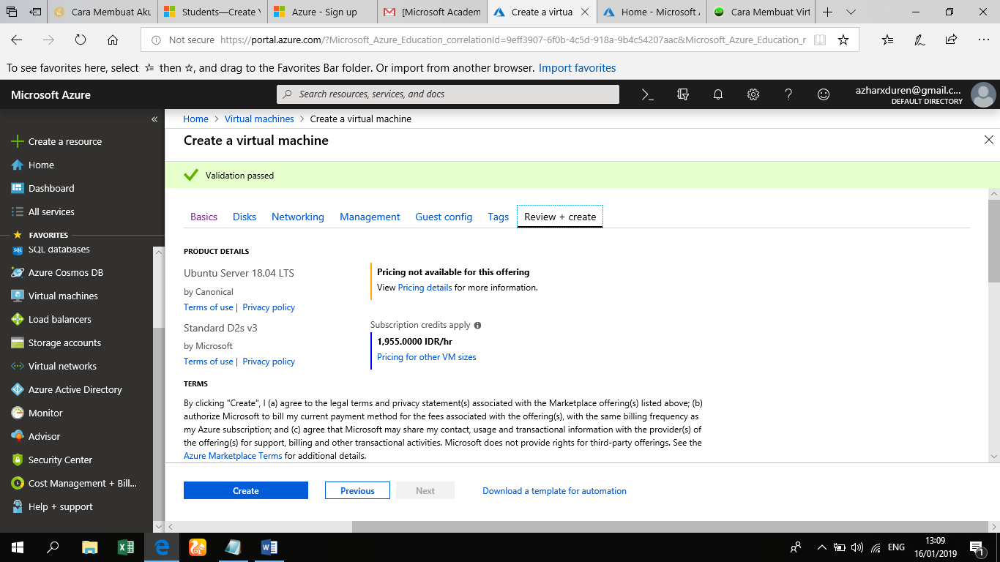 Cara Membuat Aku
Students—Create V
Azure - Sign up
[Microsoft Academ
Create a virtua
Home - Microsoft A
Cara Membuat Virt
Not secure https://portal.azure.com/?Microsoft_Azure_Education_correlationId=9eff3907-6f0b-4c5d-918a-9b4c54207aac&Microsoft_Azure_Education_r
To see favorites here, select then ☆, and drag to the Favorites Bar folder. Or import from another browser. Import favorites
Microsoft Azure
Search resources, services, and docs
azharxduren@gmail.c...
DEFAULT DIRECTORY
Home > Virtual machines > Create a virtual machine
Create a virtual machine
Validation passed
Create a resource
Home
Dashboard
All services
FAVORITES
SQL databases
Azure Cosmos DB
Virtual machines
Load balancers
Storage accounts
Virtual networks
Azure Active Directory
Monitor
Advisor
Security Center
Cost Management + Bill...
Help + support
Basics Disks Networking Management Guest config Tags Review + create
PRODUCT DETAILS
Ubuntu Server 18.04 LTS
by Canonical
Terms of use | Privacy policy
Pricing not available for this offering
View Pricing details for more information.
Standard D2s v3
by Microsoft
Terms of use | Privacy policy
Subscription credits apply
1,955.0000 IDR/hr
Pricing for other VM sizes
TERMS
By clicking "Create", I (a) agree to the legal terms and privacy statement(s) associated with the Marketplace offering(s) listed above; (b)
authorize Microsoft to bill my current payment method for the fees associated with the offering(s), with the same billing frequency as
my Azure subscription; and (c) agree that Microsoft may share my contact, usage and transactional information with the provider(s) of
the offering(s) for support, billing and other transactional activities. Microsoft does not provide rights for third-party offerings. See the
Azure Marketplace Terms for additional details.
Create Previous Next Download a template for automation
ENG
13:09
16/01/2019
1